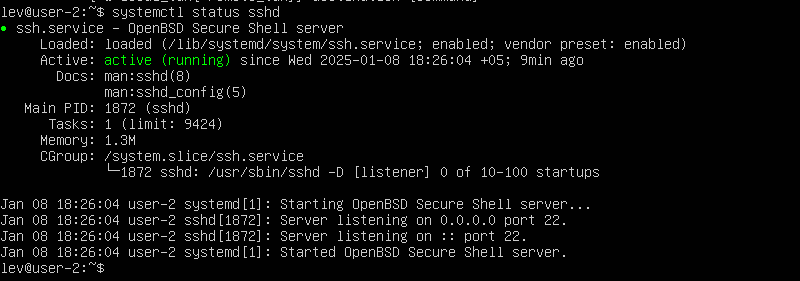 lev@user-2:~$ systemctl status sshd
● ssh.service - OpenBSD Secure Shell server
Loaded: loaded (/lib/systemd/system/ssh.service; enabled; vendor preset: enabled)
Active: active (running) since Wed 2025-01-08 18:26:04 +05; 9min ago
Docs: man:sshd(8)
man:sshd_config(5)
Main PID: 1872 (sshd)
Tasks: 1 (limit: 9424)
Memory: 1.3M
CGroup: /system.slice/ssh.service
└─1872 sshd: /usr/sbin/sshd -D [listener] 0 of 10-100 startups
Jan 08 18:26:04 user-2 systemd[1]: Starting OpenBSD Secure Shell server...
Jan 08 18:26:04 user-2 sshd[1872]: Server listening on 0.0.0.0 port 22.
Jan 08 18:26:04 user-2 sshd[1872]: Server listening on :: port 22.
Jan 08 18:26:04 user-2 systemd[1]: Started OpenBSD Secure Shell server.
lev@user-2:~$